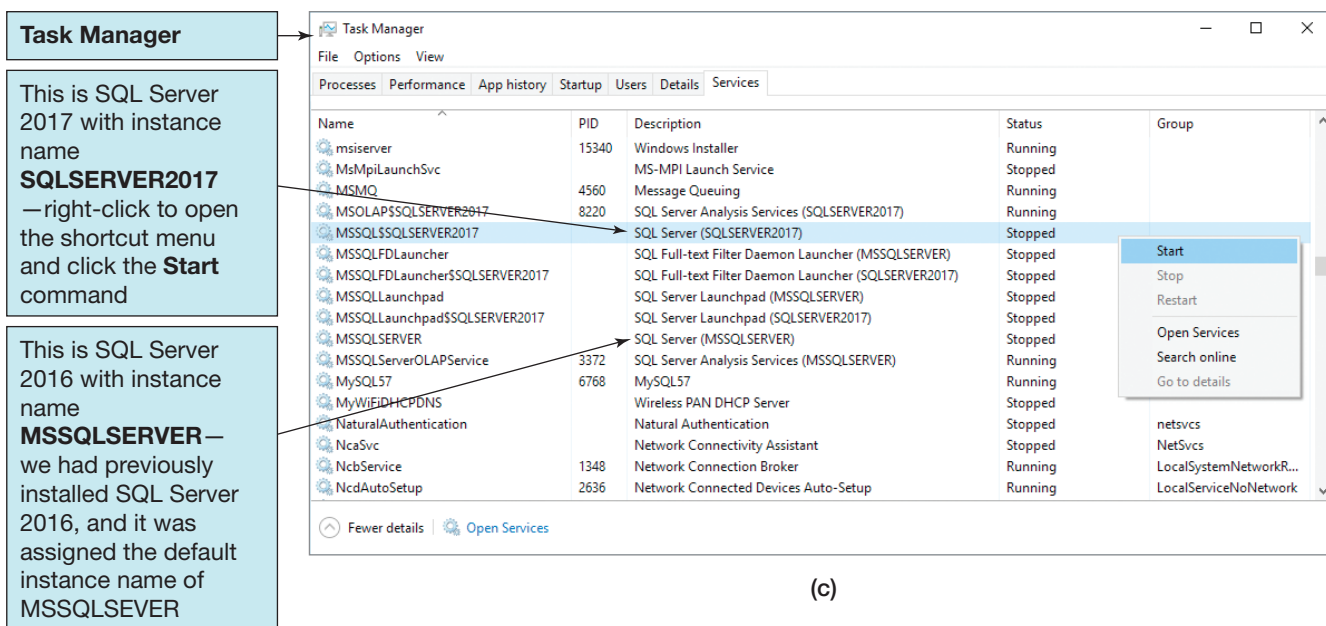 Task Manager
This is SQL Server
2017 with instance
name
SQLSERVER2017
—right-click to open
the shortcut menu
and click the Start
command
This is SQL Server
2016 with instance
name
MSSQLSERVER—
we had previously
installed SQL Server
2016, and it was
assigned the default
instance name of
MSSQLSEVER
Task Manager
File Options View
Processes Performance App history Startup Users Details Services
Name PID Description Status Group
msiserver 15340 Windows Installer Running
MsMpiLaunchSvc MS-MPI Launch Service Stopped
MSMQ 4560 Message Queuing Running
MSOLAP$SQLSERVER2017 8220 SQL Server Analysis Services (SQLSERVER2017) Running
MSSQL$SQLSERVER2017 SQL Server (SQLSERVER2017) Stopped
MSSQLFDLauncher SQL Full-text Filter Daemon Launcher (MSSQLSERVER) Stopped
MSSQLFDLauncher$SQLSERVER2017 SQL Full-text Filter Daemon Launcher (SQLSERVER2017) Stopped
MSSQLLaunchpad SQL Server Launchpad (MSSQLSERVER) Stopped
MSSQLLaunchpad$SQLSERVER2017 SQL Server Launchpad (SQLSERVER2017) Stopped
MSSQLSERVER SQL Server (MSSQLSERVER) Stopped
MSSQLServerOLAPService 3372 SQL Server Analysis Services (MSSQLSERVER) Running
MySQL57 6768 MySQL57 Running
MyWiFiDHCPDNS Wireless PAN DHCP Server Stopped
NaturalAuthentication Natural Authentication Stopped netsvcs
NcaSvc Network Connectivity Assistant Stopped NetSvcs
NcbService 1348 Network Connection Broker Running LocalSystemNetworkR...
NcdAutoSetup 2636 Network Connected Devices Auto-Setup Running LocalServiceNoNetwork
Start
Stop
Restart
Open Services
Search online
Go to details
Fewer details Open Services
(c)